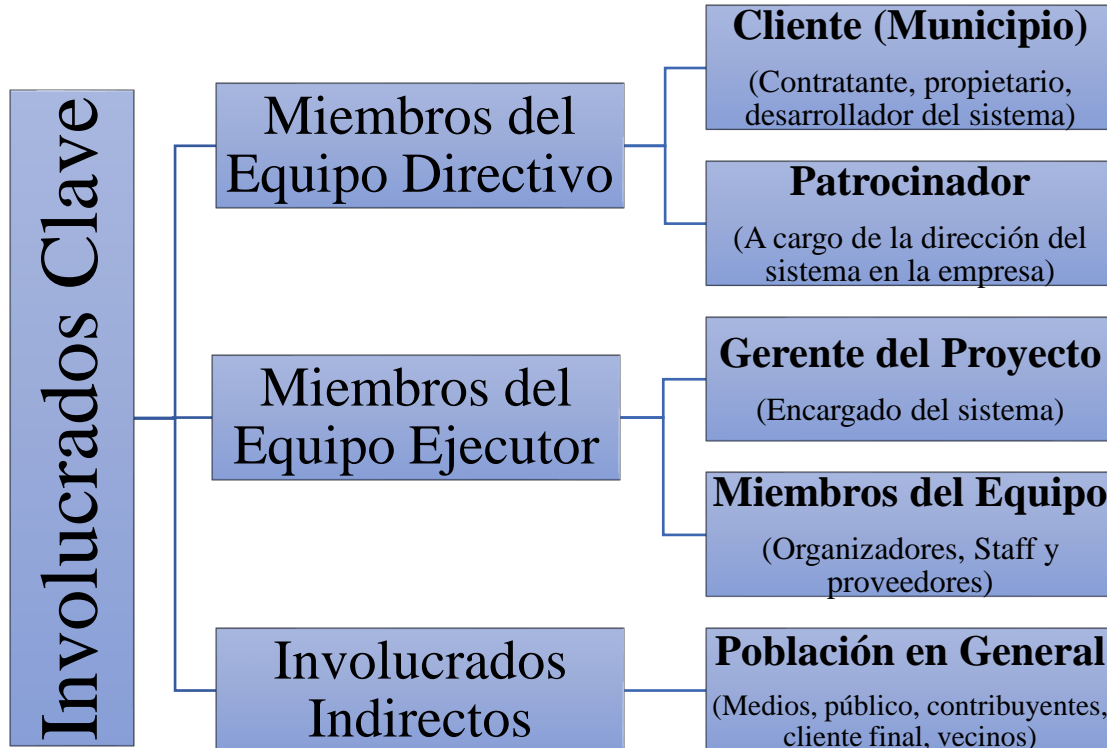 Involucrados Clave
Miembros del
Equipo Directivo
Cliente (Municipio)
(Contratante, propietario,
desarrollador del sistema)
Patrocinador
(A cargo de la dirección del
sistema en la empresa)
Miembros del
Equipo Ejecutor
Gerente del Proyecto
(Encargado del sistema)
Miembros del Equipo
(Organizadores, Staff y
proveedores)
Involucrados
Indirectos
Población en General
(Medios, público, contribuyentes,
cliente final, vecinos)